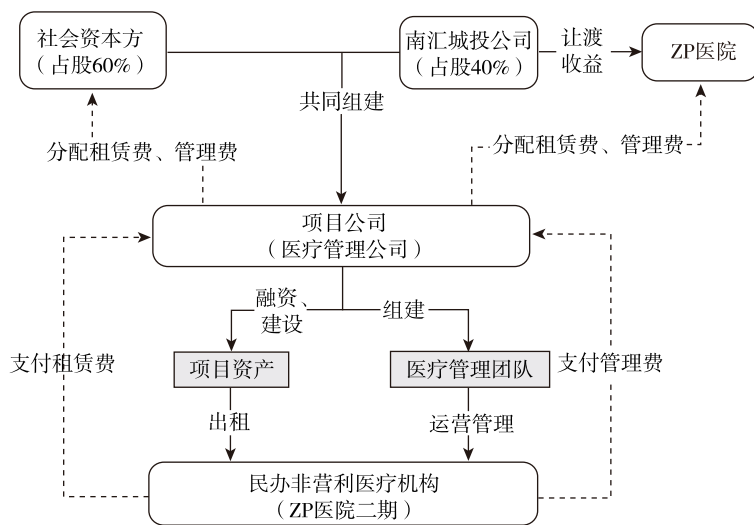 社会资本方
（占股60%）
南汇城投公司
（占股40%）
让渡
收益
ZP医院
共同组建
分配租赁费、管理费
分配租赁费、管理费
项目公司
（医疗管理公司）
融资、
建设
组建
支付租赁费
项目资产
医疗管理团队
支付管理费
出租
运营管理
民办非营利医疗机构
（ZP医院二期）